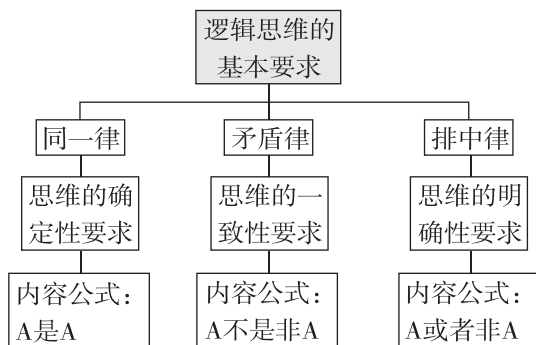 逻辑思维的
基本要求
同一律
矛盾律
排中律
思维的确
定性要求
思维的一
致性要求
思维的明
确性要求
内容公式：
A是A
内容公式：
A不是非A
内容公式：
A或者非A